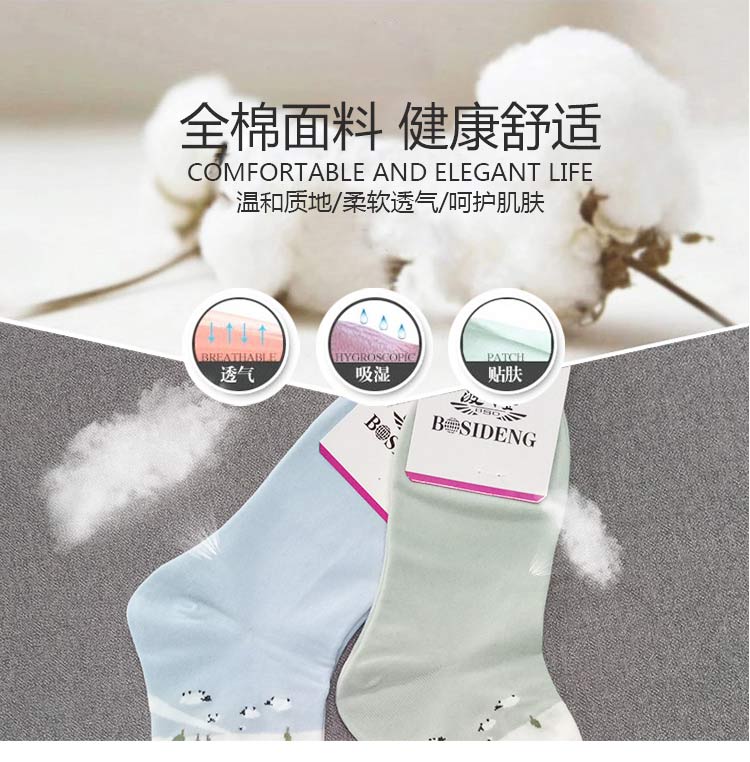 全棉面料 健康舒适
COMFORTABLE AND ELEGANT LIFE
温和质地/柔软透气/呵护肌肤
BREATHABLE
透气
HYGROSCOPIC
吸湿
PATCH
贴肤
BOSIDENG